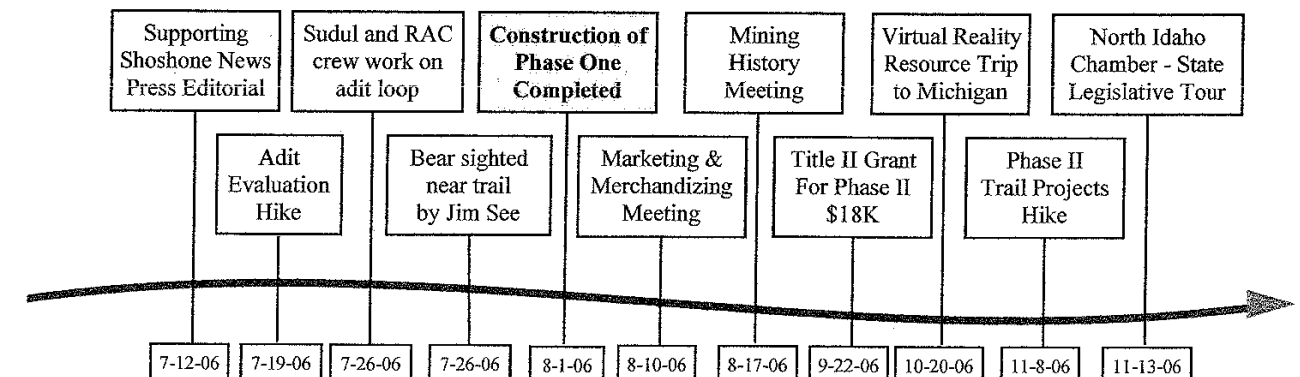 Supporting
Shoshone News
Press Editorial
Sudul and RAC
crew work on
adit loop
Construction of
Phase One
Completed
Mining
History
Meeting
Virtual Reality
Resource Trip
to Michigan
North Idaho
Chamber - State
Legislative Tour
Adit
Evaluation
Hike
Bear sighted
near trail
by Jim See
Marketing &
Merchandizing
Meeting
Title II Grant
For Phase II
$18K
Phase II
Trail Projects
Hike
7-12-06
7-19-06
7-26-06
7-26-06
8-1-06
8-10-06
8-17-06
9-22-06
10-20-06
11-8-06
11-13-06